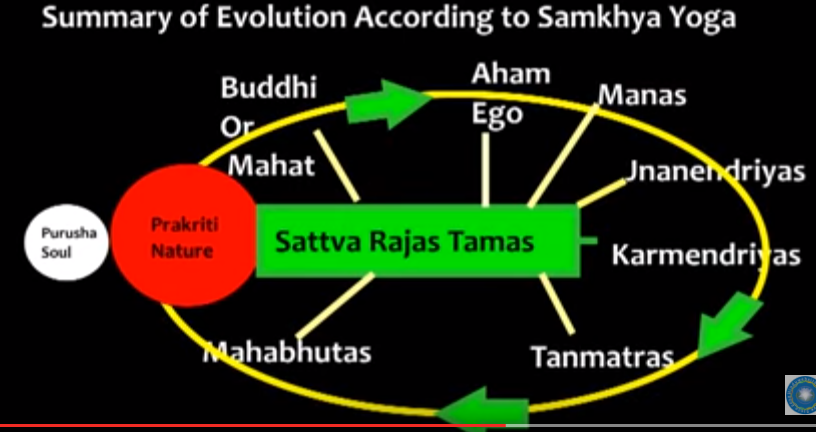 Summary of Evolution According to Samkhya Yoga
Buddhi
Or
Mahat
Aham
Ego
Manas
Jnanendriyas
Purusha
Soul
Prakriti
Nature
Sattva Rajas Tamas
Karmendriyas
Mahabhutas
Tanmatras